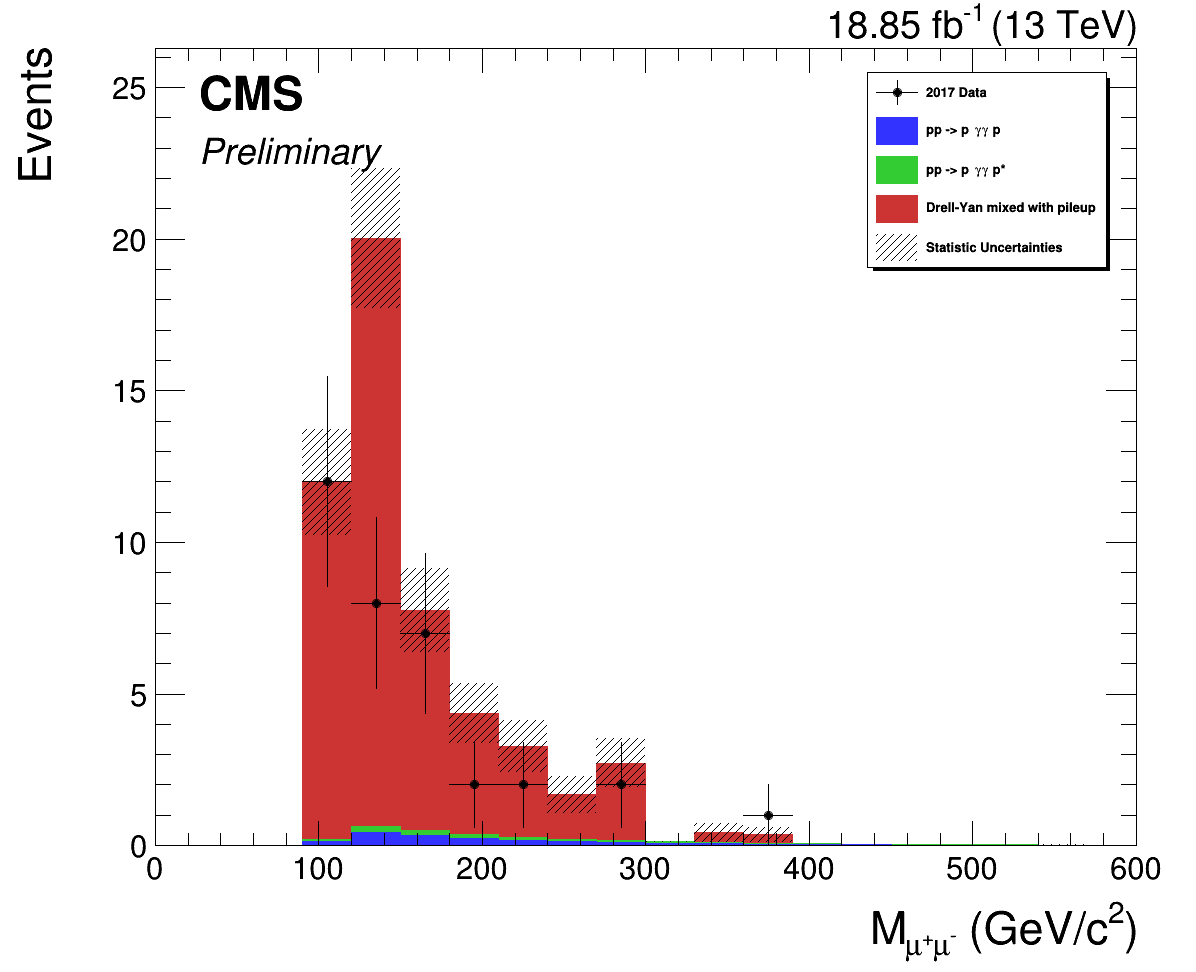 18.85 fb⁻¹ (13 TeV)
Events
CMS
Preliminary
2017 Data
pp -> p γγ p
pp -> p γγ p*
Drell-Yan mixed with pileup
Statistic Uncertainties
25
20
15
10
5
0
0 100 200 300 400 500 600
M_μ⁺μ⁻ (GeV/c²)